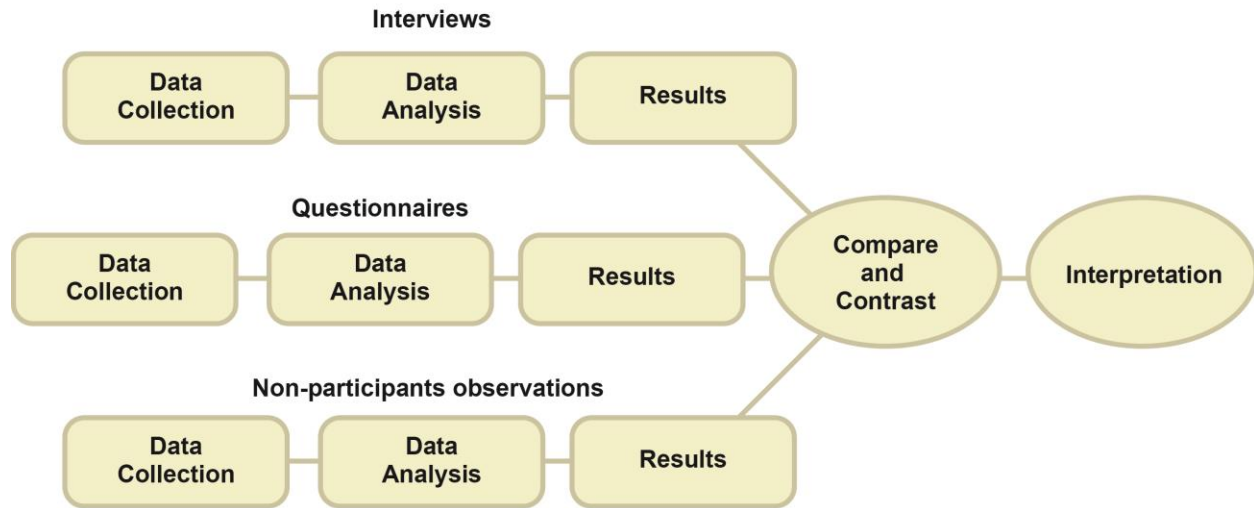 Interviews
Data
Collection
Data
Analysis
Results
Questionnaires
Data
Collection
Data
Analysis
Results
Compare
and
Contrast
Interpretation
Non-participants observations
Data
Collection
Data
Analysis
Results